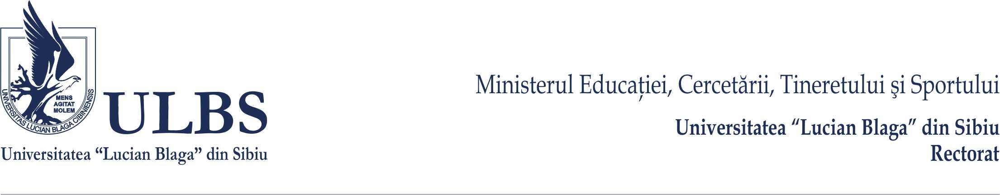 MENS
AGITAT
MOLEM
UNIVERSITAS LUCIAN BLAGA CIBINIENSIS
ULBS
Universitatea “Lucian Blaga” din Sibiu
Ministerul Educației, Cercetării, Tineretului şi Sportului
Universitatea “Lucian Blaga” din Sibiu
Rectorat